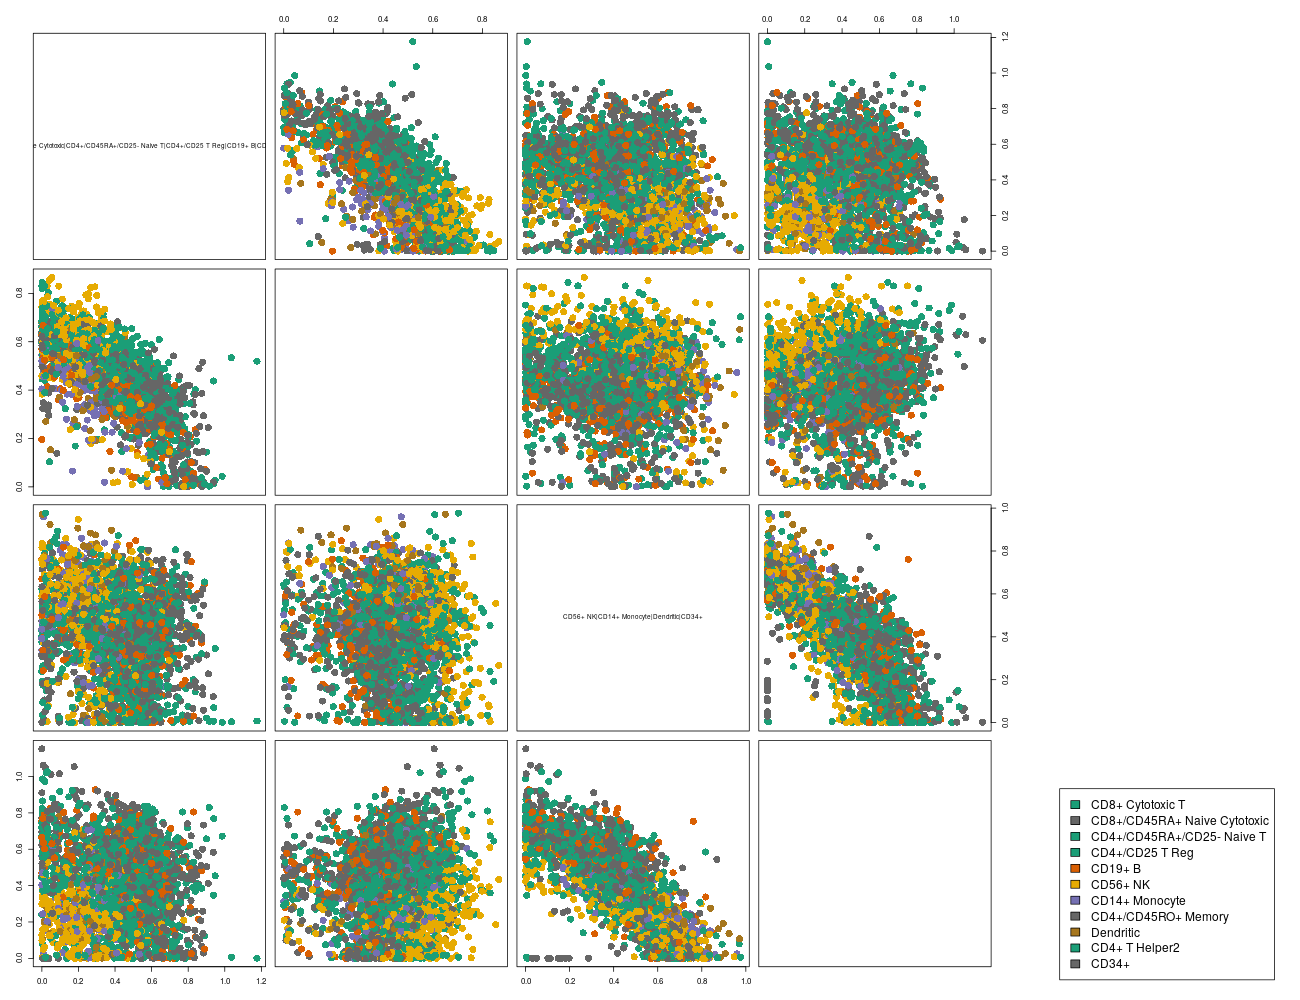 0.0 0.2 0.4 0.6 0.8
0.0 0.2 0.4 0.6 0.8 1.0
e Cytotoxic|CD4+/CD45RA+/CD25- Naive T|CD4+/CD25 T Reg|CD19+ B|CD
0.0 0.2 0.4 0.6 0.8 1.0 1.2
0.0 0.2 0.4 0.6 0.8
CD56+ NK|CD14+ Monocyte|Dendritic|CD34+
0.0 0.2 0.4 0.6 0.8 1.0
0.0 0.2 0.4 0.6 0.8 1.0
0.0 0.2 0.4 0.6 0.8 1.0 1.2
0.0 0.2 0.4 0.6 0.8 1.0
CD8+ Cytotoxic T
CD8+/CD45RA+ Naive Cytotoxic
CD4+/CD45RA+/CD25- Naive T
CD4+/CD25 T Reg
CD19+ B
CD56+ NK
CD14+ Monocyte
CD4+/CD45RO+ Memory
Dendritic
CD4+ T Helper2
CD34+